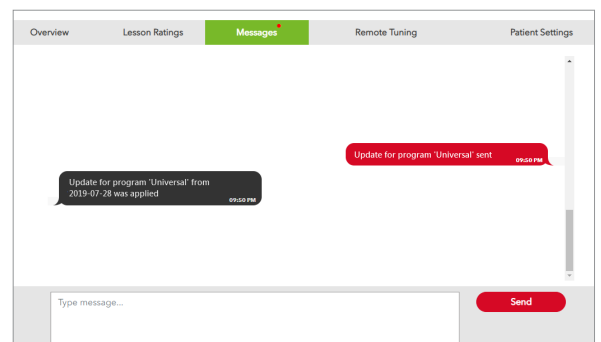 Overview
Lesson Ratings
Messages
Remote Tuning
Patient Settings
Update for program 'Universal' sent
09:50 PM
Update for program 'Universal' from
2019-07-28 was applied
09:50 PM
Type message...
Send